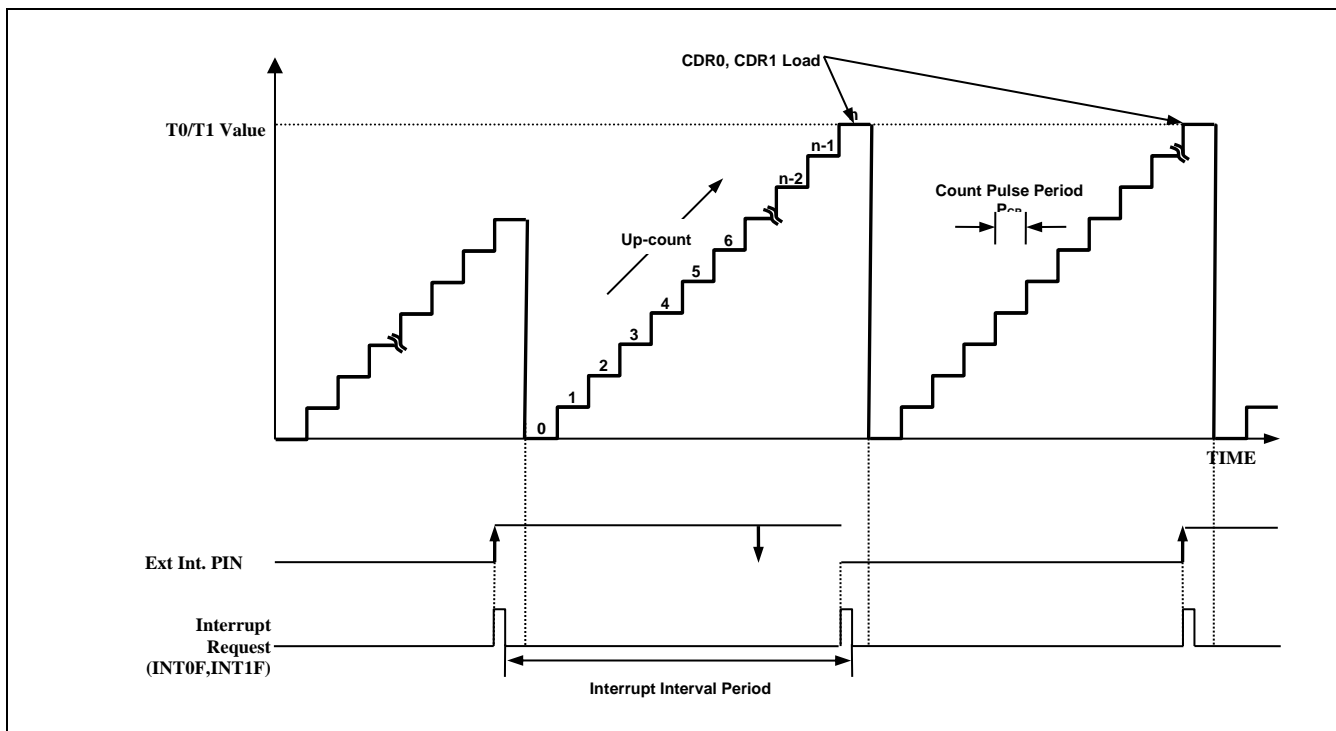 CDR0, CDR1 Load
T0/T1 Value
n
n-1
n-2
Count Pulse Period
PCP
Up-count
6
5
4
3
2
1
0
TIME
Ext Int. PIN
Interrupt
Request
(INT0F,INT1F)
Interrupt Interval Period